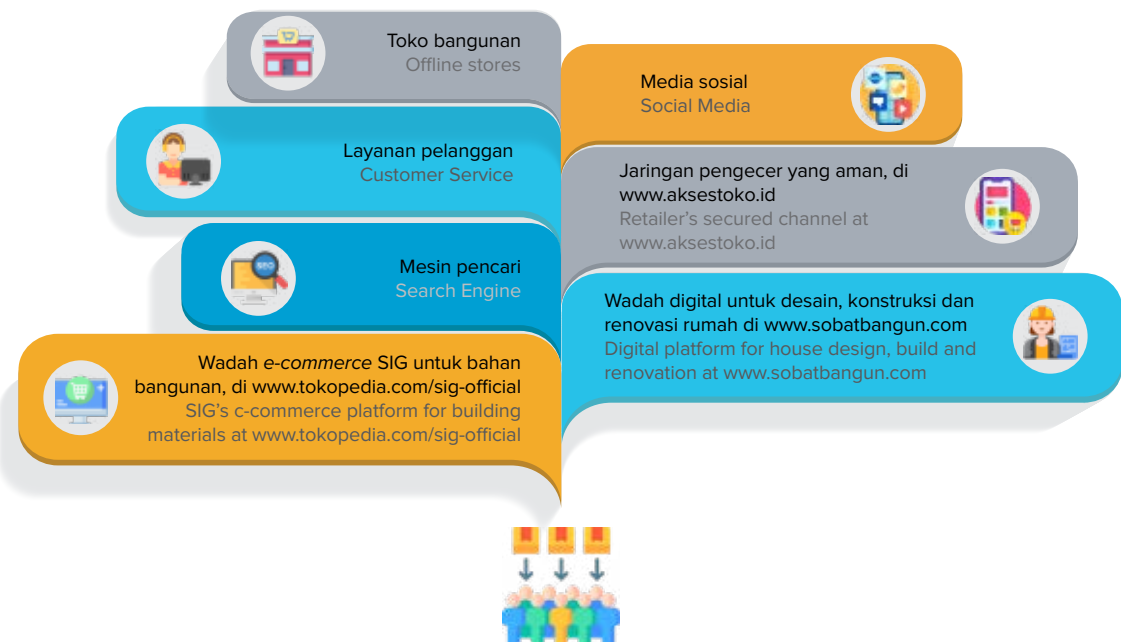 Toko bangunan
Offline stores
Media sosial
Social Media
Layanan pelanggan
Customer Service
Jaringan pengecer yang aman, di
www.aksestoko.id
Retailer's secured channel at
www.aksestoko.id
Mesin pencari
Search Engine
SEO
Wadah digital untuk desain, konstruksi dan
renovasi rumah di www.sobatbangun.com
Digital platform for house design, build and
renovation at www.sobatbangun.com
Wadah e-commerce SIG untuk bahan
bangunan, di www.tokopedia.com/sig-official
SIG's c-commerce platform for building
materials at www.tokopedia.com/sig-official